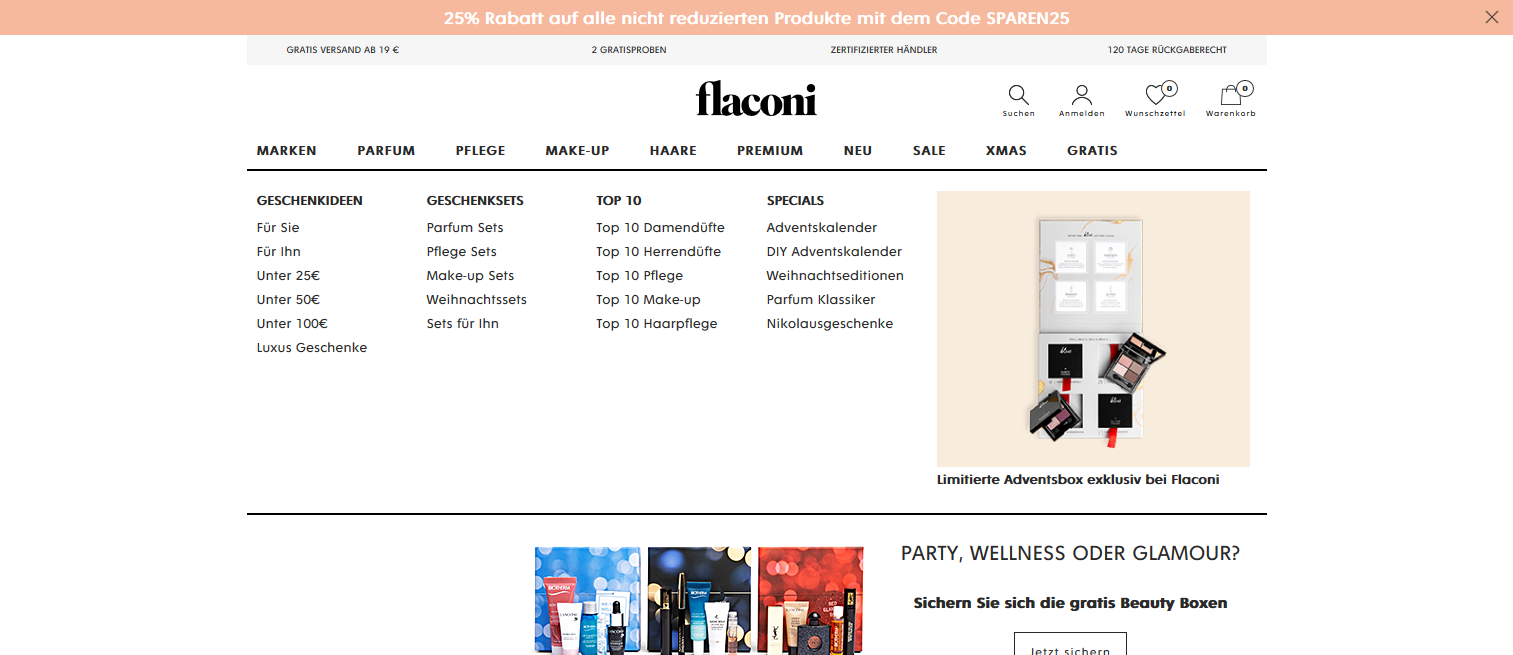 25% Rabatt auf alle nicht reduzierten Produkte mit dem Code SPAREN25
GRATIS VERSAND AB 19 €
2 GRATISPROBEN
ZERTIFIZIERTER HÄNDLER
120 TAGE RÜCKGABERECHT
flaconi
Suchen
Anmelden
0
Wunschzettel
0
Warenkorb
MARKEN PARFUM PFLEGE MAKE-UP HAARE PREMIUM NEU SALE XMAS GRATIS
GESCHENKIDEEN
Für Sie
Für Ihn
Unter 25€
Unter 50€
Unter 100€
Luxus Geschenke
GESCHENKSETS
Parfum Sets
Pflege Sets
Make-up Sets
Weihnachtssets
Sets für Ihn
TOP 10
Top 10 Damendüfte
Top 10 Herrendüfte
Top 10 Pflege
Top 10 Make-up
Top 10 Haarpflege
SPECIALS
Adventskalender
DIY Adventskalender
Weihnachtseditionen
Parfum Klassiker
Nikolausgeschenke
Limitierte Adventsbox exklusiv bei Flaconi
BIOTHERM
LANCÔME
BIOTHERM
PARTY, WELLNESS ODER GLAMOUR?
Sichern Sie sich die gratis Beauty Boxen
Jetzt sichern